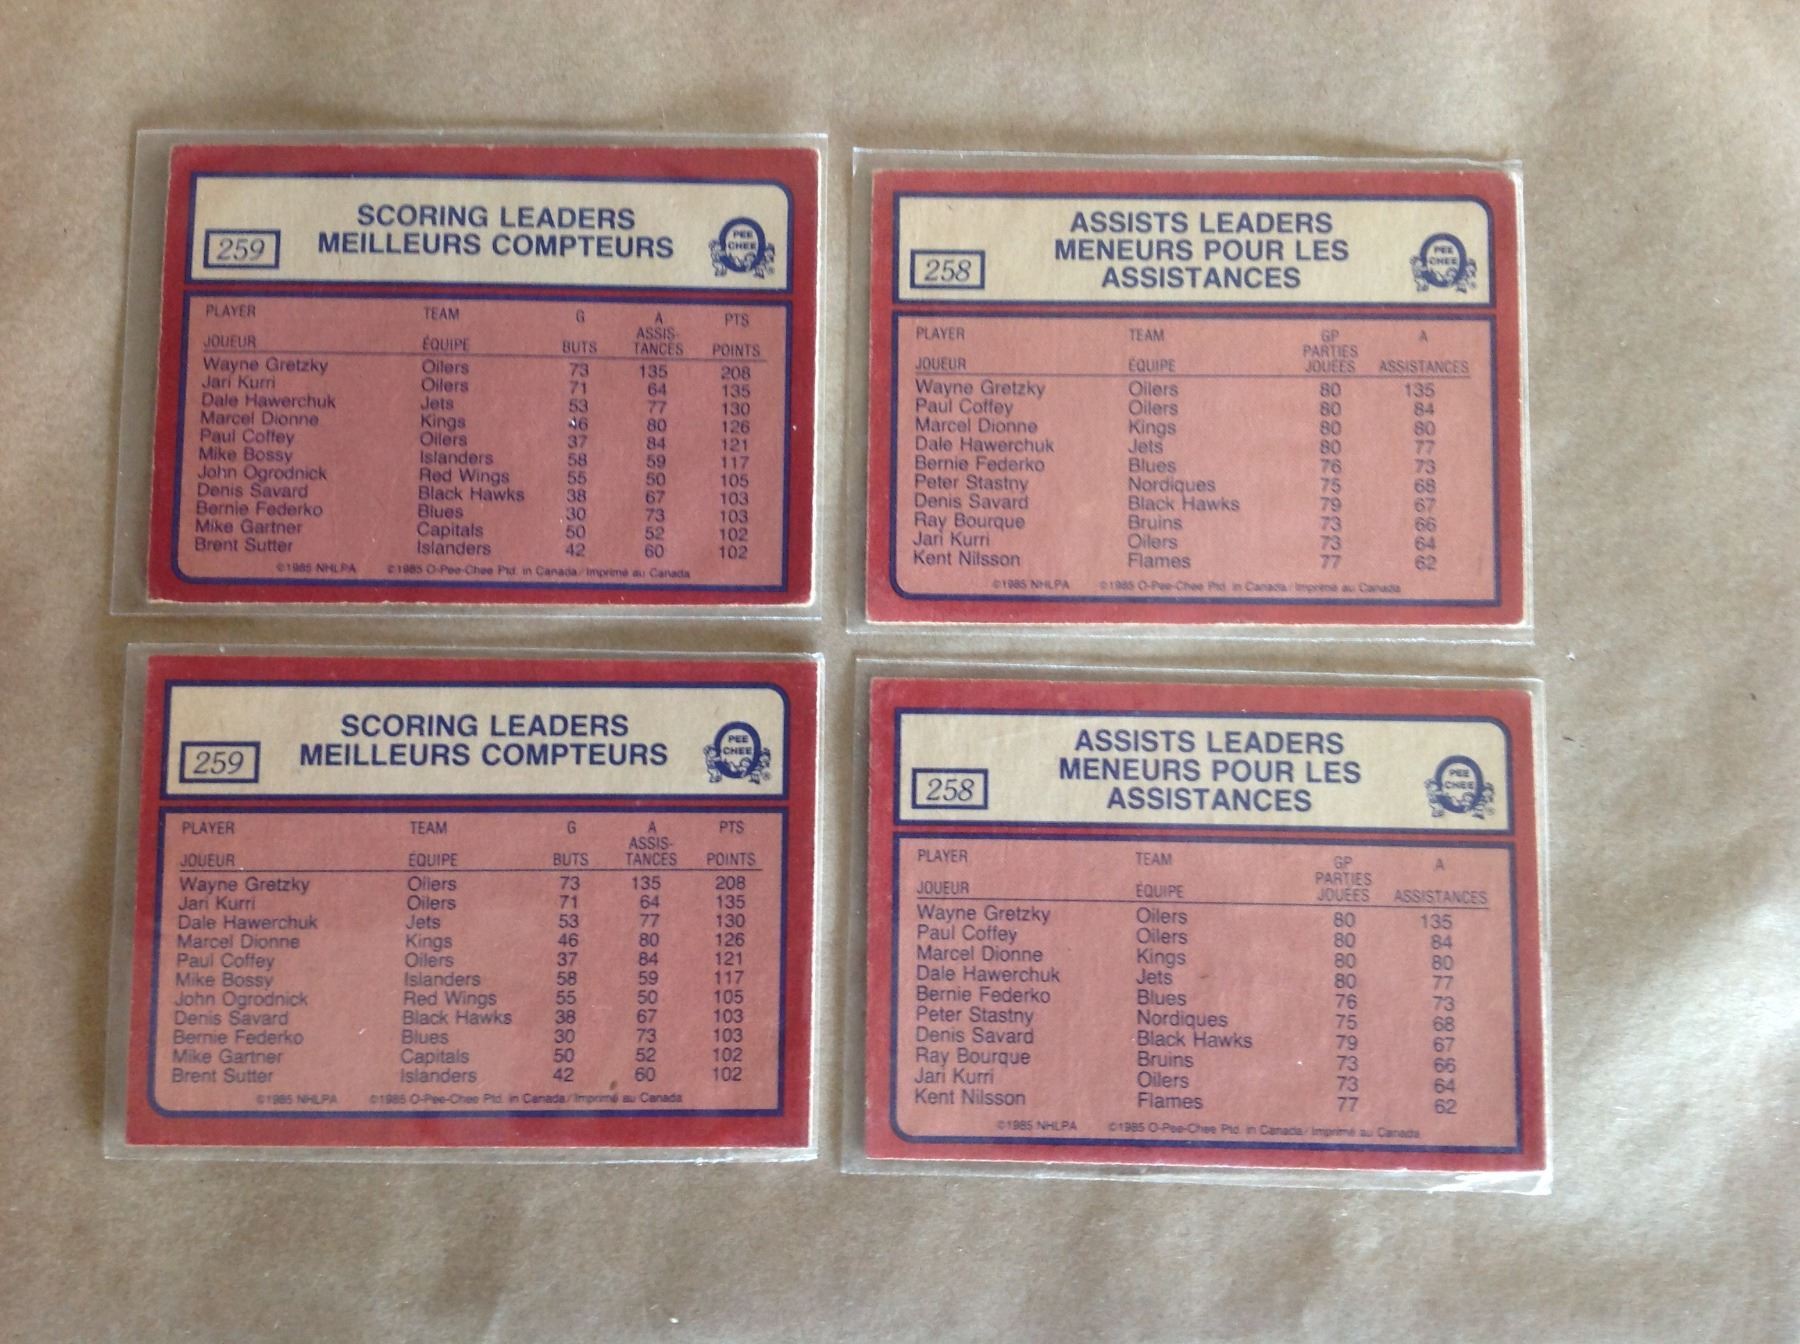 SCORING LEADERS
MEILLEURS COMPTEURS
259
PEE
CHEE
PLAYER TEAM G A PTS
ASSIS-
JOUEUR ÉQUIPE BUTS TANCES POINTS
Wayne Gretzky Oilers 73 135 208
Jari Kurri Oilers 71 64 135
Dale Hawerchuk Jets 53 77 130
Marcel Dionne Kings 46 80 126
Paul Coffey Oilers 37 84 121
Mike Bossy Islanders 58 59 117
John Ogrodnick Red Wings 55 50 105
Denis Savard Black Hawks 38 67 103
Bernie Federko Blues 30 73 103
Mike Gartner Capitals 50 52 102
Brent Sutter Islanders 42 60 102
©1985 NHLPA ©1985 O-Pee-Chee Ptd. in Canada/Imprimé au Canada
ASSISTS LEADERS
MENEURS POUR LES
ASSISTANCES
258
PEE
CHEE
PLAYER TEAM GP A
PARTIES
JOUEUR ÉQUIPE JOUÉES ASSISTANCES
Wayne Gretzky Oilers 80 135
Paul Coffey Oilers 80 84
Marcel Dionne Kings 80 80
Dale Hawerchuk Jets 80 77
Bernie Federko Blues 76 73
Peter Stastny Nordiques 75 68
Denis Savard Black Hawks 79 67
Ray Bourque Bruins 73 66
Jari Kurri Oilers 73 64
Kent Nilsson Flames 77 62
©1985 NHLPA ©1985 O-Pee-Chee Ptd. in Canada/Imprimé au Canada
SCORING LEADERS
MEILLEURS COMPTEURS
259
PEE
CHEE
PLAYER TEAM G A PTS
ASSIS-
JOUEUR ÉQUIPE BUTS TANCES POINTS
Wayne Gretzky Oilers 73 135 208
Jari Kurri Oilers 71 64 135
Dale Hawerchuk Jets 53 77 130
Marcel Dionne Kings 46 80 126
Paul Coffey Oilers 37 84 121
Mike Bossy Islanders 58 59 117
John Ogrodnick Red Wings 55 50 105
Denis Savard Black Hawks 38 67 103
Bernie Federko Blues 30 73 103
Mike Gartner Capitals 50 52 102
Brent Sutter Islanders 42 60 102
©1985 NHLPA ©1985 O-Pee-Chee Ptd. in Canada/Imprimé au Canada
ASSISTS LEADERS
MENEURS POUR LES
ASSISTANCES
258
PEE
CHEE
PLAYER TEAM GP A
PARTIES
JOUEUR ÉQUIPE JOUÉES ASSISTANCES
Wayne Gretzky Oilers 80 135
Paul Coffey Oilers 80 84
Marcel Dionne Kings 80 80
Dale Hawerchuk Jets 80 77
Bernie Federko Blues 76 73
Peter Stastny Nordiques 75 68
Denis Savard Black Hawks 79 67
Ray Bourque Bruins 73 66
Jari Kurri Oilers 73 64
Kent Nilsson Flames 77 62
©1985 NHLPA ©1985 O-Pee-Chee Ptd. in Canada/Imprimé au Canada